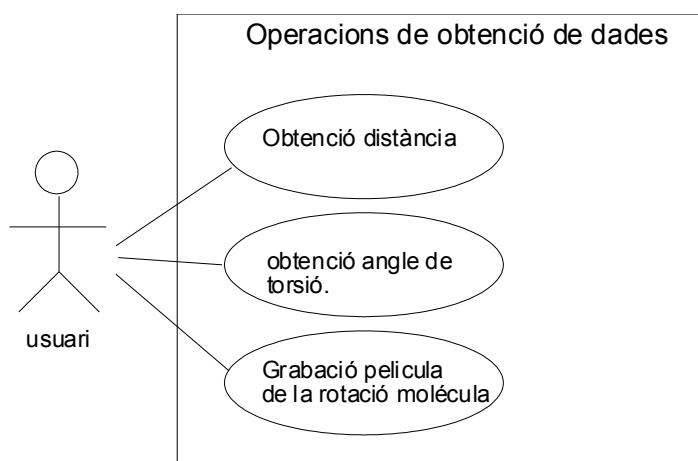 Operacions de obtenció de dades
Obtenció distància
obtenció angle de
torsió.
usuari
Grabació pelicula
de la rotació molécula